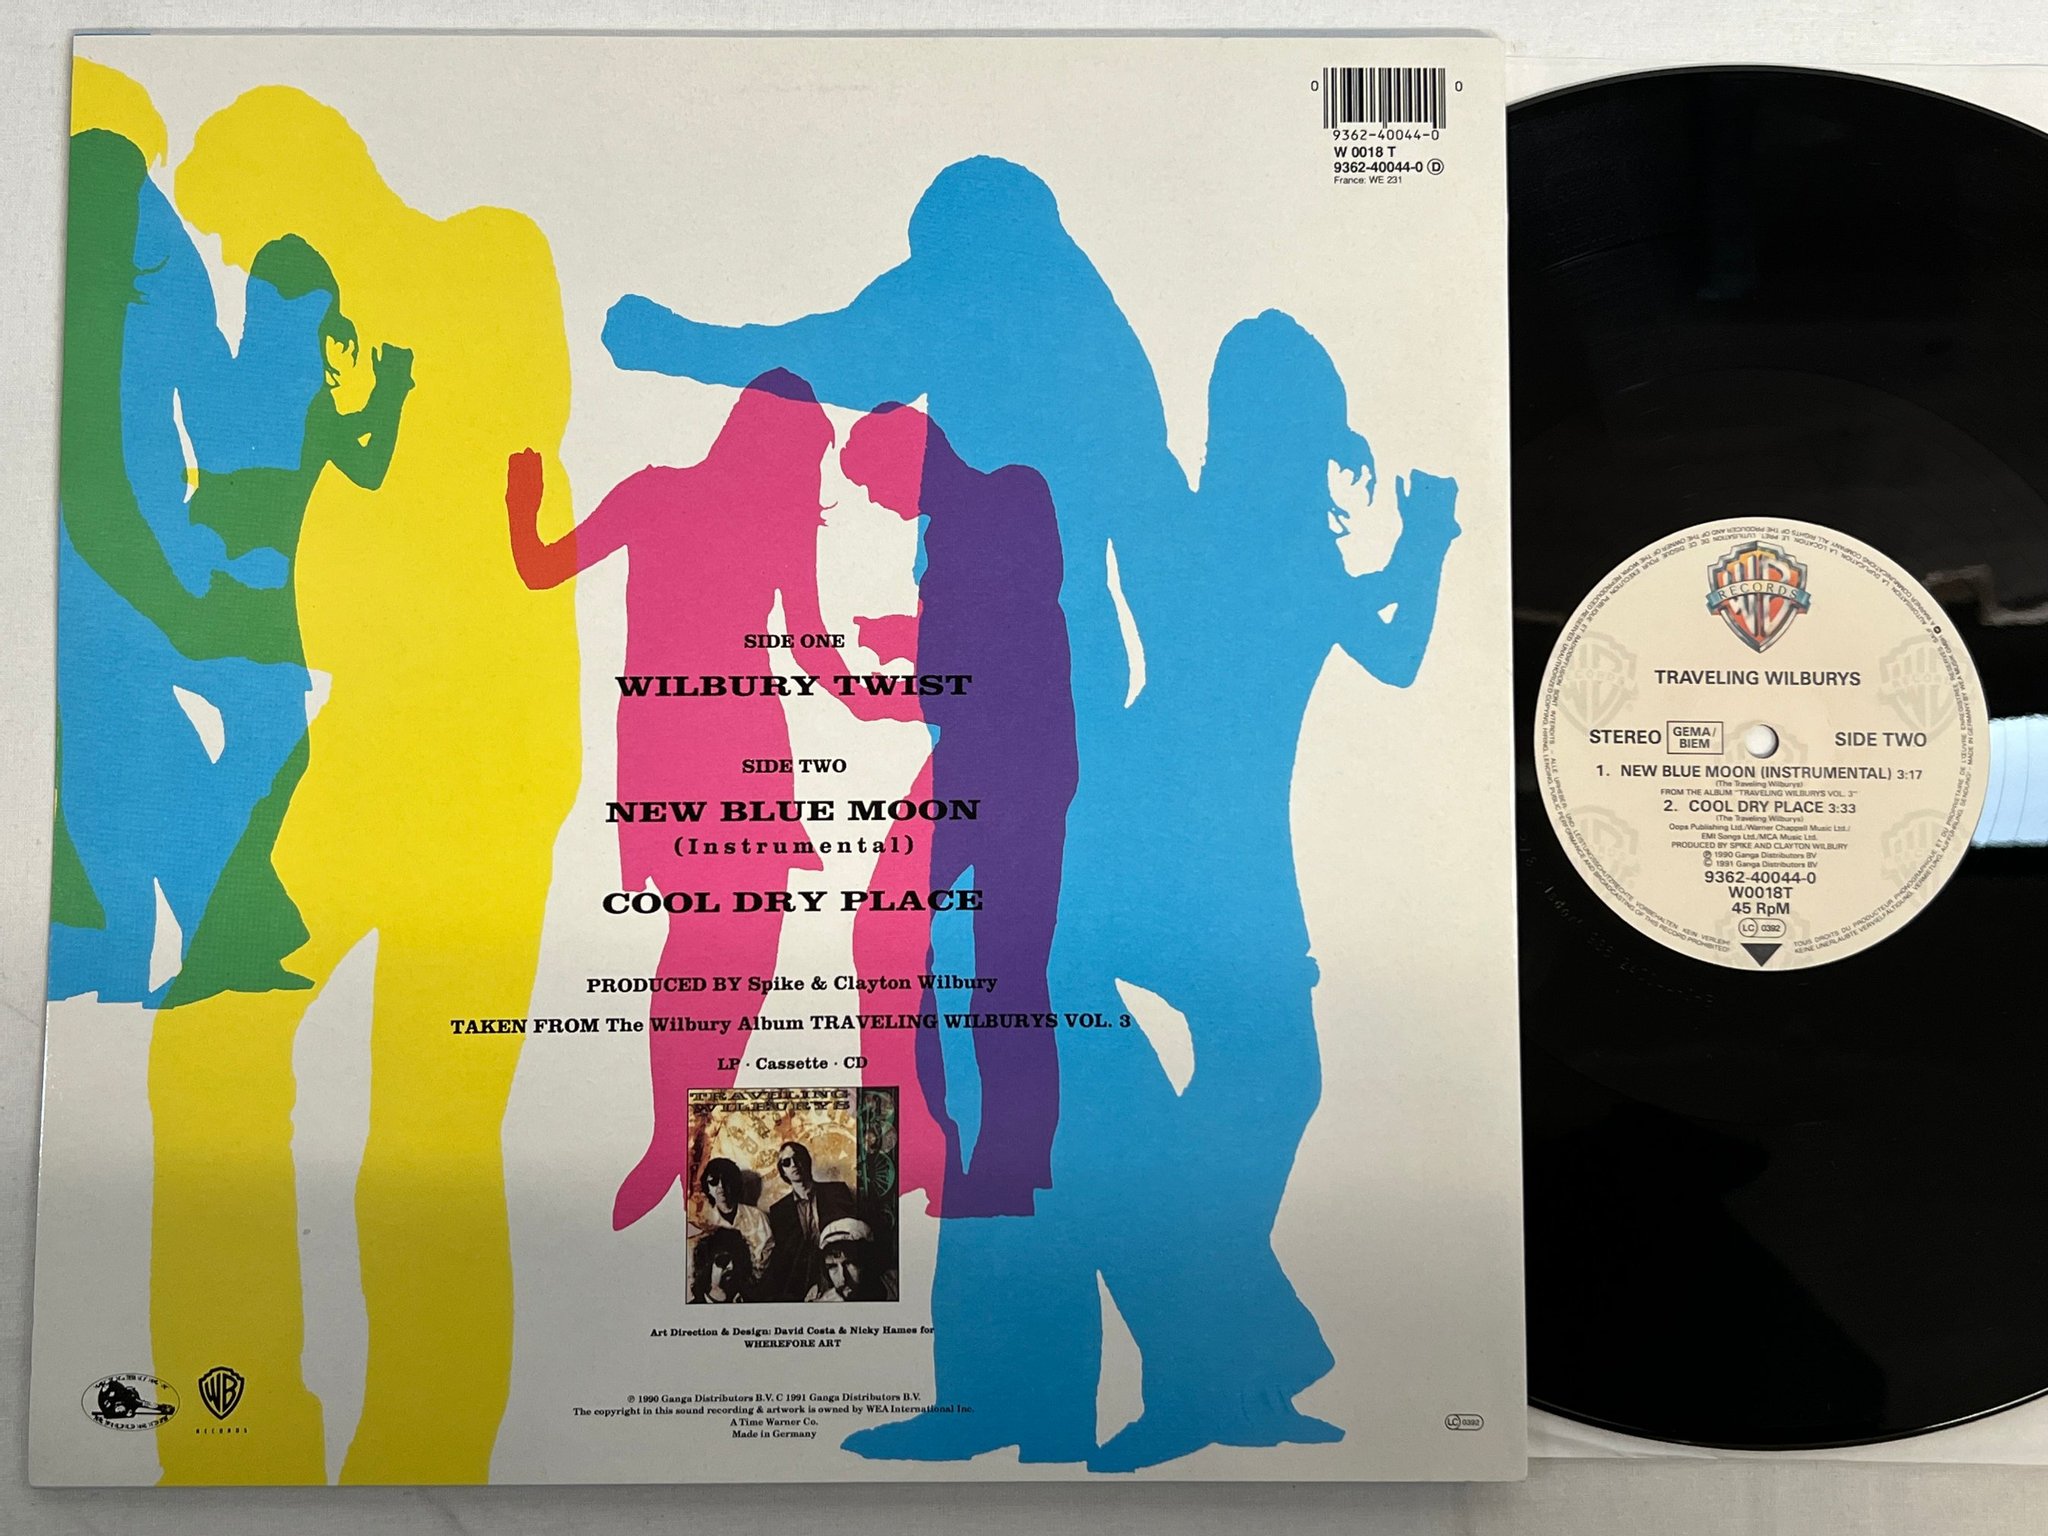 0 0
9362-40044-0
W 0018 T
9362-40044-0 D
France: WE 231
SIDE ONE
WILBURY TWIST
SIDE TWO
NEW BLUE MOON
(Instrumental)
COOL DRY PLACE
PRODUCED BY Spike & Clayton Wilbury
TAKEN FROM The Wilbury Album TRAVELING WILBURYS VOL. 3
LP · Cassette · CD
TRAVELING
WILBURYS
Art Direction & Design: David Costa & Nicky Hames for
WHEREFORE ART
℗ 1990 Ganga Distributors B.V. C 1991 Ganga Distributors B.V.
The copyright in this sound recording & artwork is owned by WEA International Inc.
A Time Warner Co.
Made in Germany
WB
RECORDS
LC 0392
WB
RECORDS
TRAVELING WILBURYS
STEREO GEMA/ BIEM SIDE TWO
1. NEW BLUE MOON (INSTRUMENTAL) 3:17
(The Traveling Wilburys)
FROM THE ALBUM "TRAVELING WILBURYS VOL. 3"
2. COOL DRY PLACE 3:33
(The Traveling Wilburys)
Oops Publishing Ltd./Warner Chappell Music Ltd./
EMI Songs Ltd./MCA Music Ltd.
PRODUCED BY SPIKE AND CLAYTON WILBURY
℗ 1990 Ganga Distributors BV
© 1991 Ganga Distributors BV
9362-40044-0
W0018T
45 RpM
LC 0392